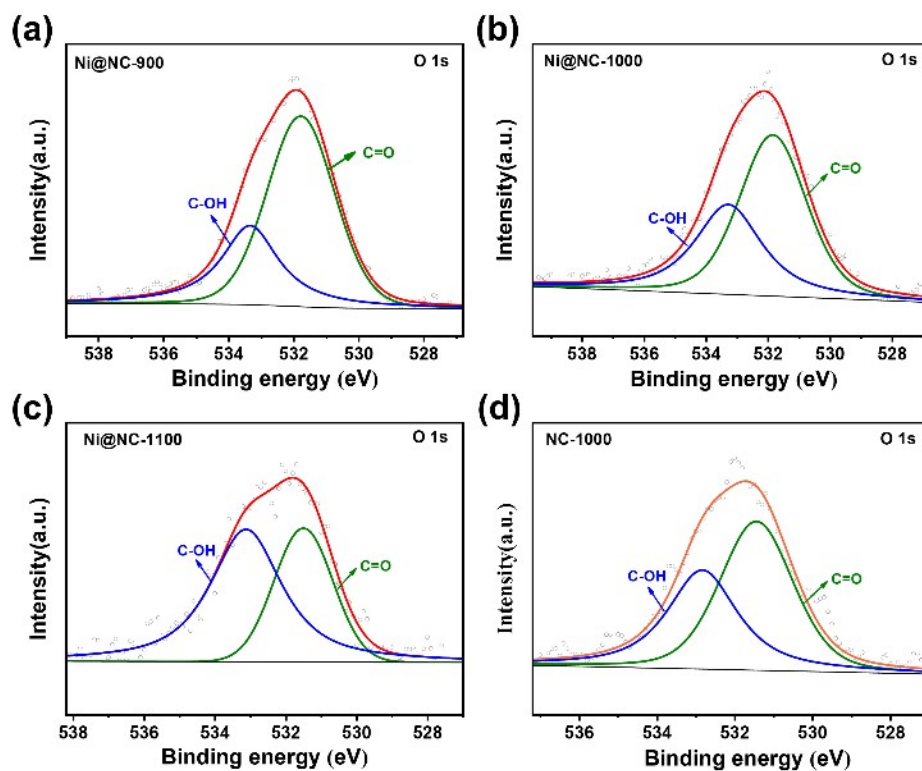 (a)
Ni@NC-900
O 1s
C=O
C-OH
Intensity(a.u.)
538 536 534 532 530 528
Binding energy (eV)
(b)
Ni@NC-1000
O 1s
C=O
C-OH
Intensity(a.u.)
538 536 534 532 530 528
Binding energy (eV)
(c)
Ni@NC-1100
O 1s
C-OH
C=O
Intensity(a.u.)
538 536 534 532 530 528
Binding energy (eV)
(d)
NC-1000
O 1s
C-OH
C=O
Intensity(a.u.)
536 534 532 530 528
Binding energy (eV)